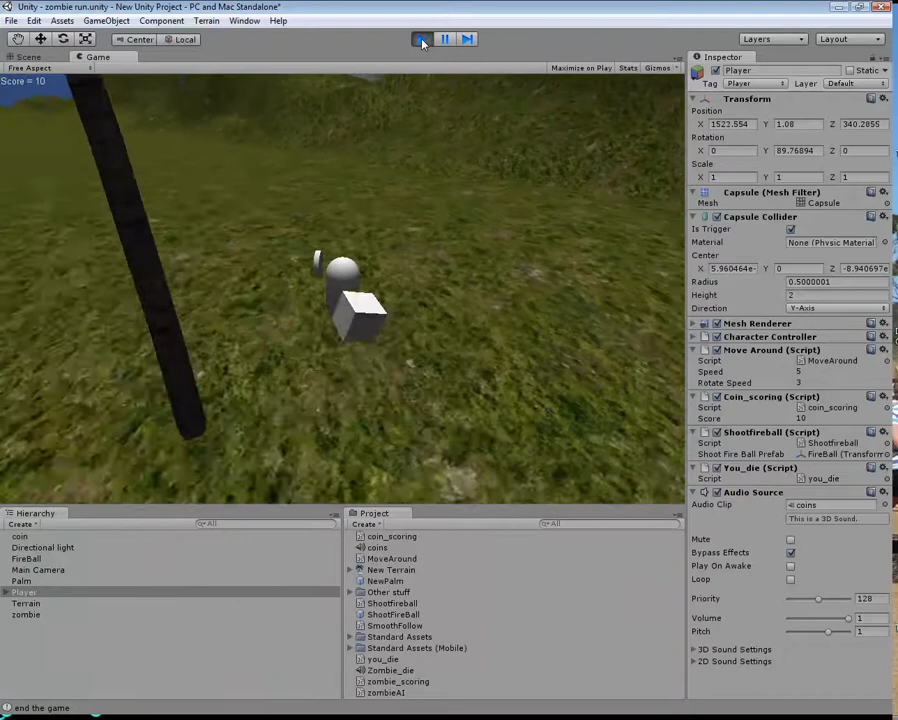 Unity - zombie run.unity - New Unity Project - PC and Mac Standalone*
File Edit Assets GameObject Component Terrain Window Help
Center Local Layers Layout
Scene Game Inspector
Free Aspect Maximize on Play Stats Gizmos
Score = 10
Player Static
Tag Player Layer Default
Transform
Position
X 1522.554 Y 1.08 Z 340.2855
Rotation
X 0 Y 89.76894 Z 0
Scale
X 1 Y 1 Z 1
Capsule (Mesh Filter)
Mesh Capsule
Capsule Collider
Is Trigger
Material None (Physic Material
Center
X 5.960464e- Y 0 Z -8.940697e
Radius 0.5000001
Height 2
Direction Y-Axis
Mesh Renderer
Character Controller
Move Around (Script)
Script MoveAround
Speed 5
Rotate Speed 3
Coin_scoring (Script)
Script coin_scoring
Score 10
Shootfireball (Script)
Script Shootfireball
Shoot Fire Ball Prefab FireBall (Transform
You_die (Script)
Script you_die
Audio Source
Audio Clip coins
This is a 3D Sound.
Mute
Bypass Effects
Play On Awake
Loop
Priority 128
Volume 1
Pitch 1
3D Sound Settings
2D Sound Settings
Hierarchy
Create All
coin
Directional light
FireBall
Main Camera
Palm
Player
Terrain
zombie
Project
Create All
coin_scoring
coins
MoveAround
New Terrain
NewPalm
Other stuff
Shootfireball
ShootFireBall
SmoothFollow
Standard Assets
Standard Assets (Mobile)
you_die
Zombie_die
zombie_scoring
zombieAI
end the game